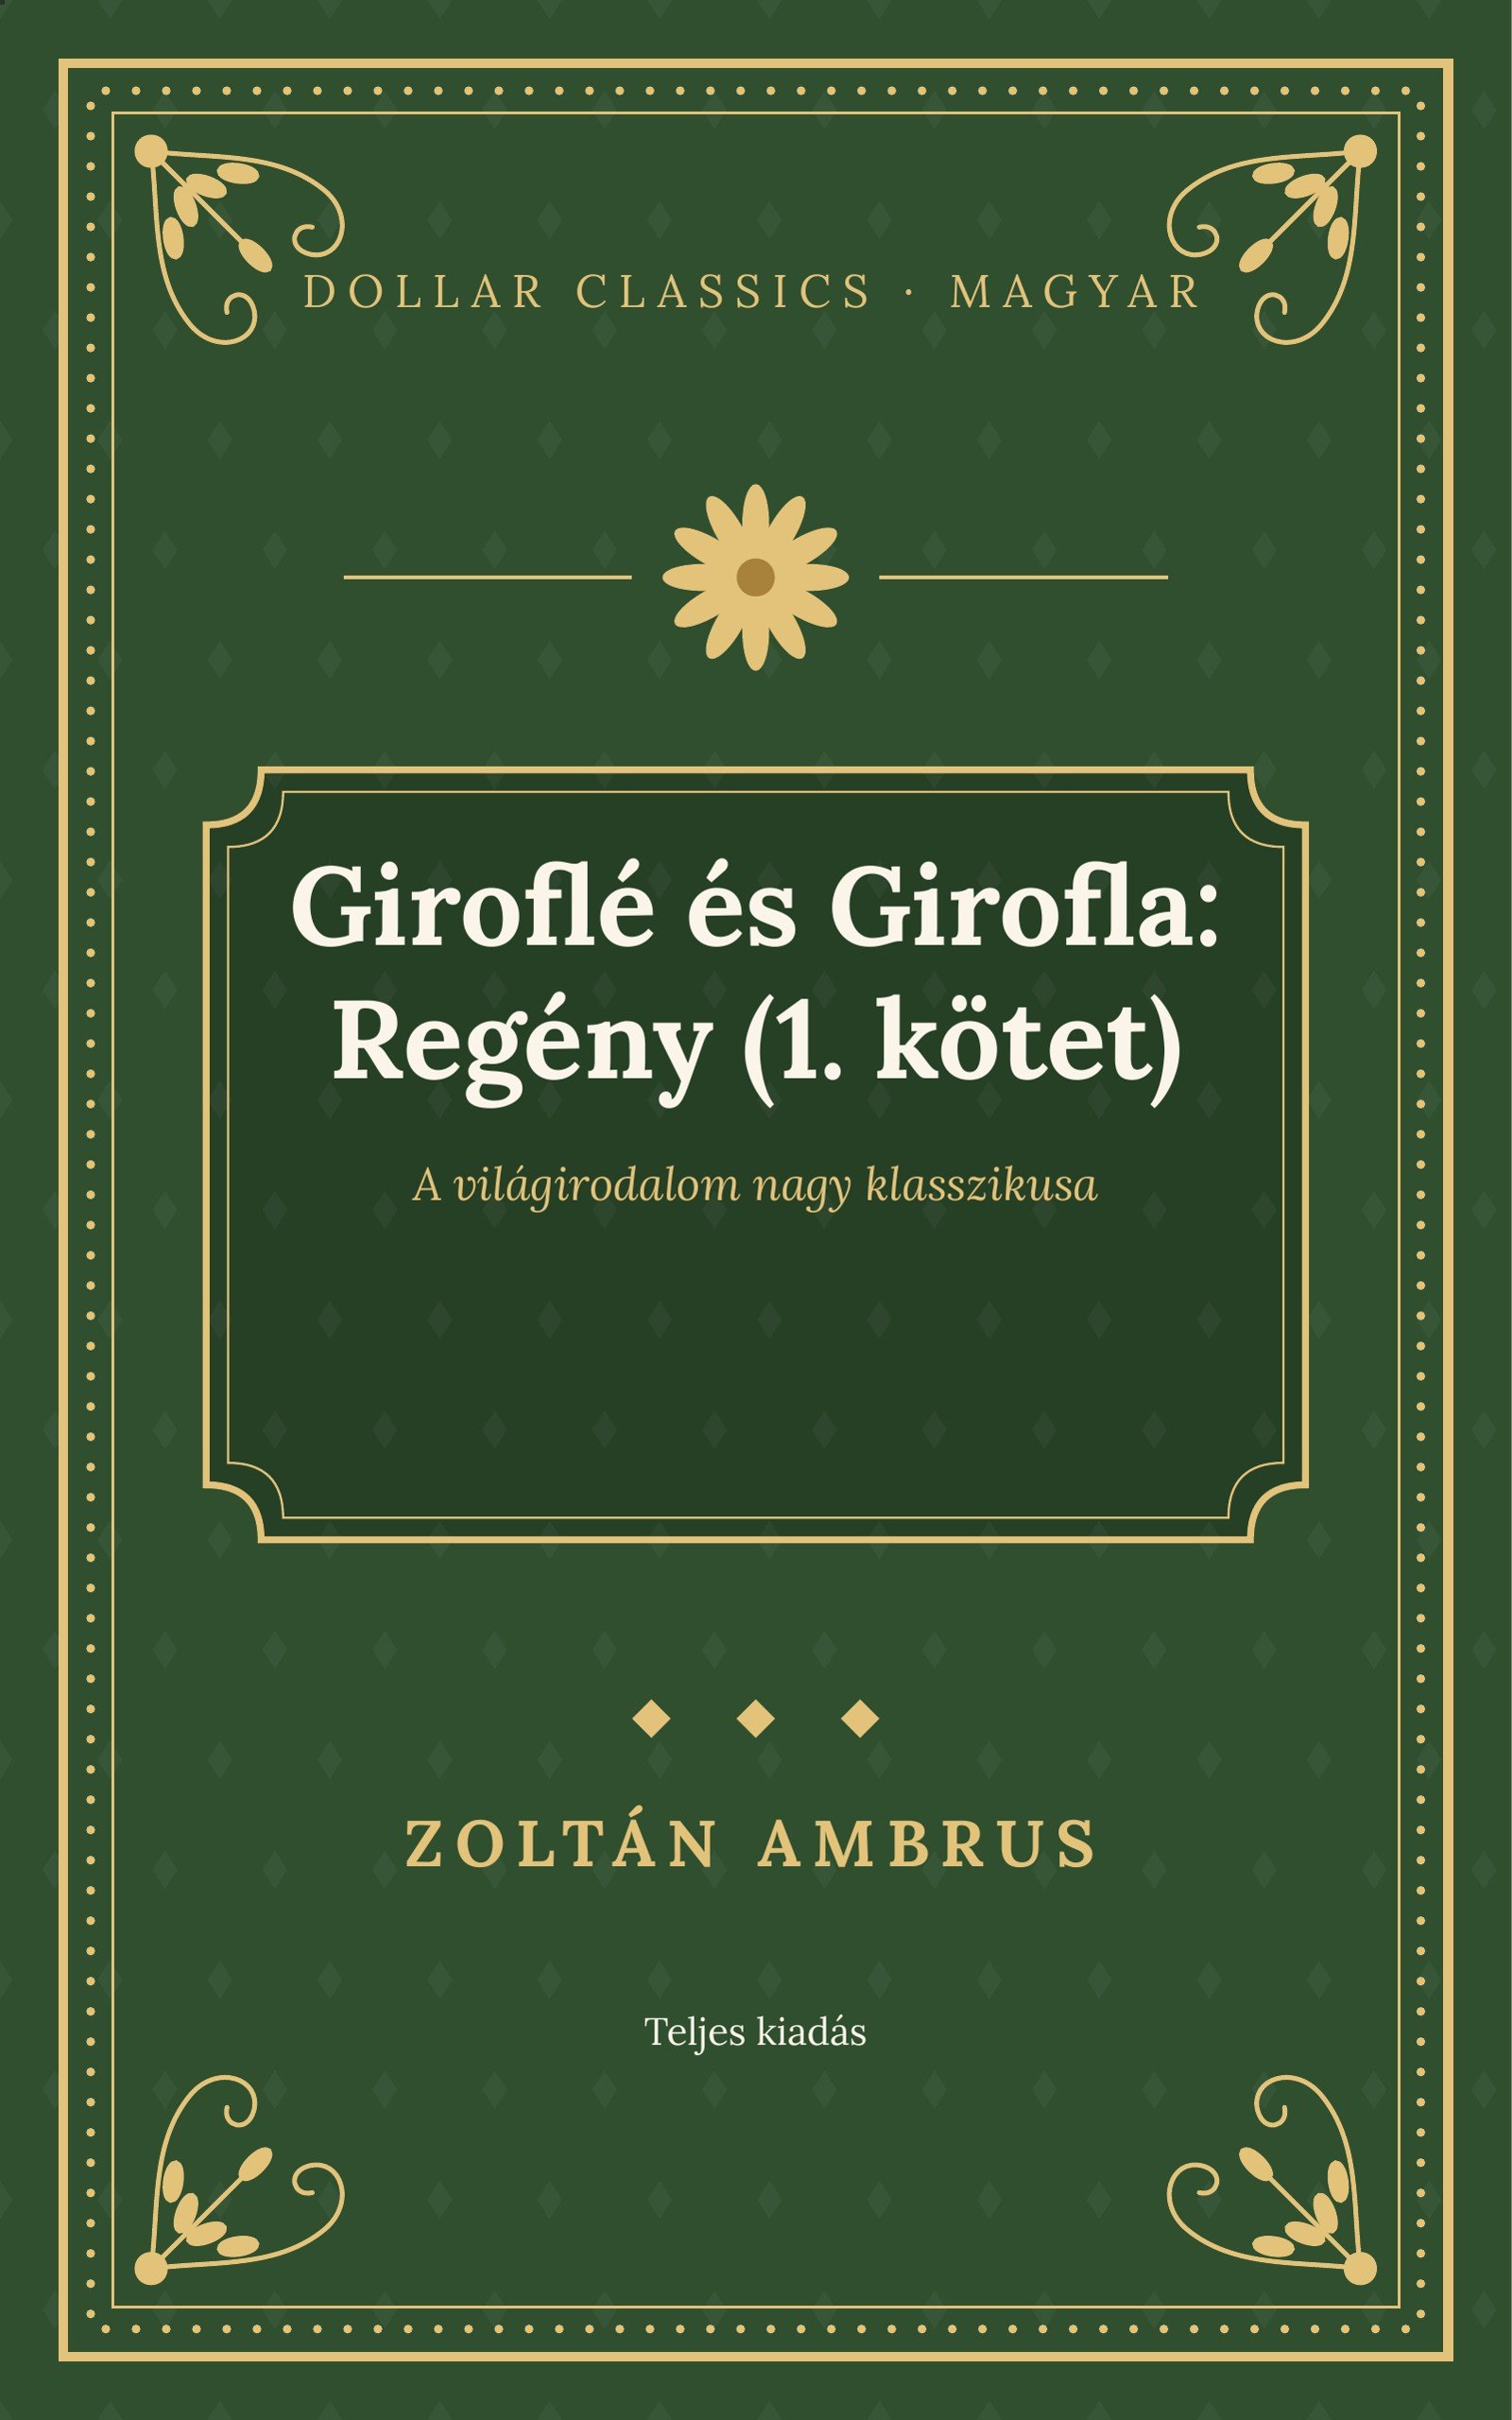 DOLLAR CLASSICS · MAGYAR
Giroflé és Girofla:
Regény (1. kötet)
A világirodalom nagy klasszikusa
ZOLTÁN AMBRUS
Teljes kiadás